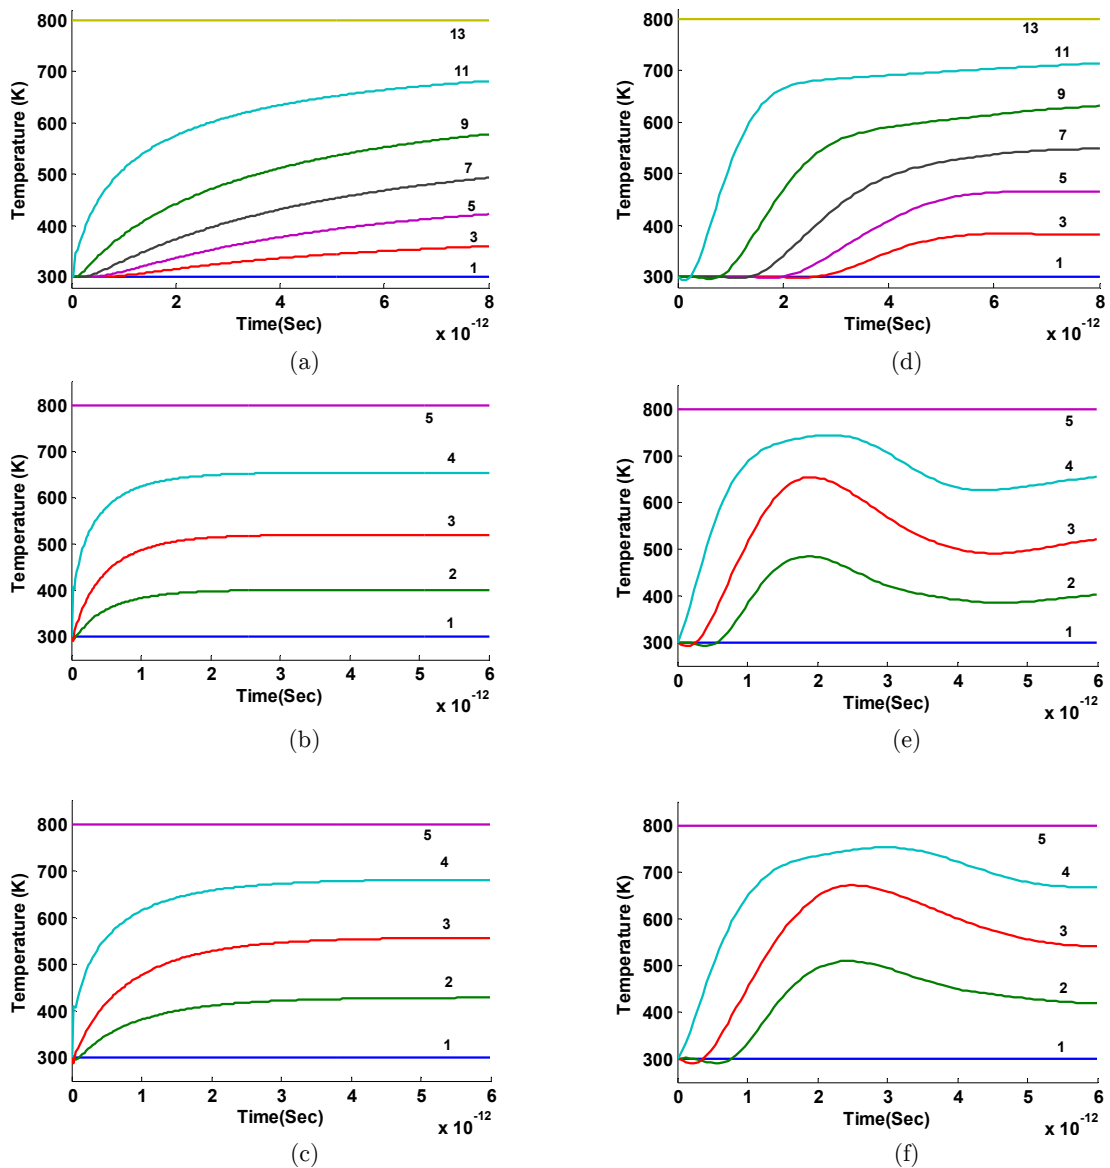 800
13
700
11
600
9
500
7
400
5
3
300
1
0 2 4 6 8
Temperature (K)
Time(Sec)
x 10-12
(a)
800
13
11
700
9
600
7
500
5
400
3
1
300
0 2 4 6 8
Temperature (K)
Time(Sec)
x 10-12
(d)
800
5
700
4
600
3
500
2
400
1
300
0 1 2 3 4 5 6
Temperature (K)
Time(Sec)
x 10-12
(b)
800
5
700
4
600
3
500
2
400
1
300
0 1 2 3 4 5 6
Temperature (K)
Time(Sec)
x 10-12
(e)
800
5
4
700
600
3
500
2
400
1
300
0 1 2 3 4 5 6
Temperature (K)
Time(Sec)
x 10-12
(c)
800
5
4
700
600
3
500
2
400
1
300
0 1 2 3 4 5 6
Temperature (K)
Time(Sec)
x 10-12
(f)